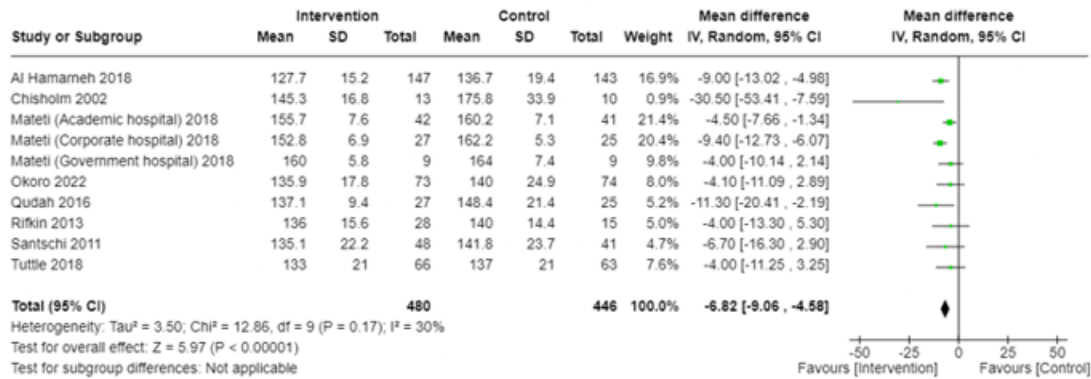 Intervention Control Mean difference Mean difference
Study or Subgroup Mean SD Total Mean SD Total Weight IV, Random, 95% CI IV, Random, 95% CI
Al Hamarneh 2018 127.7 15.2 147 136.7 19.4 143 16.9% -9.00 [-13.02 , -4.98]
Chisholm 2002 145.3 16.8 13 175.8 33.9 10 0.9% -30.50 [-53.41 , -7.59]
Mateti (Academic hospital) 2018 155.7 7.6 42 160.2 7.1 41 21.4% -4.50 [-7.66 , -1.34]
Mateti (Corporate hospital) 2018 152.8 6.9 27 162.2 5.3 25 20.4% -9.40 [-12.73 , -6.07]
Mateti (Government hospital) 2018 160 5.8 9 164 7.4 9 9.8% -4.00 [-10.14 , 2.14]
Okoro 2022 135.9 17.8 73 140 24.9 74 8.0% -4.10 [-11.09 , 2.89]
Qudah 2016 137.1 9.4 27 148.4 21.4 25 5.0% -11.30 [-20.41 , -2.19]
Rifkin 2013 136 15.6 28 140 14.4 15 5.0% -4.00 [-13.30 , 5.30]
Santschi 2011 135.1 22.2 48 141.8 23.7 41 4.7% -6.70 [-16.30 , 2.90]
Tuttle 2018 133 21 66 137 21 63 7.6% -4.00 [-11.25 , 3.25]
Total (95% CI) 480 446 100.0% -6.82 [-9.06 , -4.58]
Heterogeneity: Tau² = 3.50; Chi² = 12.86, df = 9 (P = 0.17); I² = 30%
Test for overall effect: Z = 5.97 (P < 0.00001)
Test for subgroup differences: Not applicable
-50 -25 0 25 50
Favours [Intervention] Favours [Control]